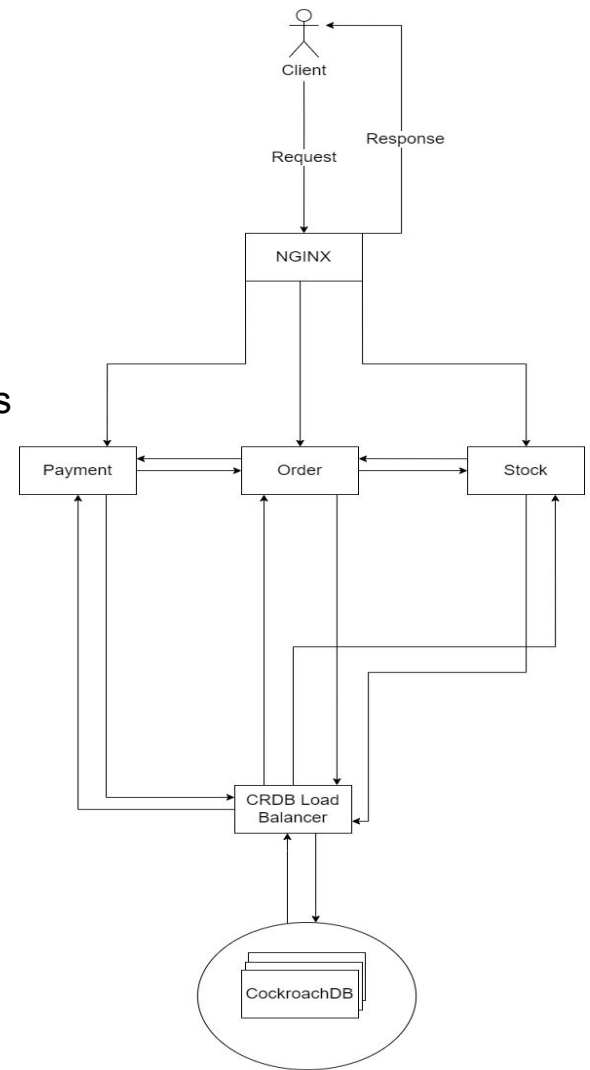 Client
Response
Request
NGINX
s
Payment
Order
Stock
CRDB Load
Balancer
CockroachDB